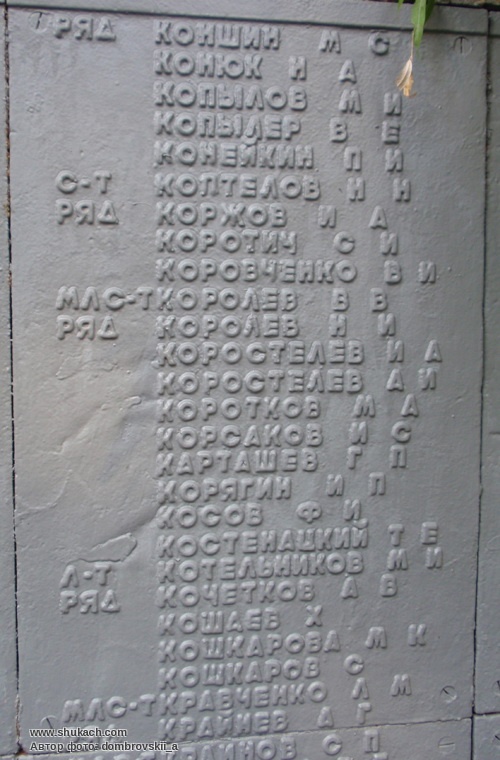 РЯД КОНШИН М С
КОНЮК Н А
КОПЫЛОВ М И
КОПЫЛЕР В Е
КОНЕЙКИН П И
С-Т КОПТЕЛОВ Н Н
РЯД КОРЖОВ И А
КОРОТИЧ С И
КОРОВЧЕНКО В И
МЛС-Т КОРОЛЕВ В В
РЯД КОРОЛЕВ Н И
КОРОСТЕЛЕВ И А
КОРОСТЕЛЕВ А И
КОРОТКОВ М А
КОРСАКОВ И С
КАРТАШЕВ Г П
КОРЯГИН И П
КОСОВ Ф И
КОСТЕНАЦКИЙ Т Е
Л-Т КОТЕЛЬНИКОВ М И
РЯД КОЧЕТКОВ А В
КОШАЕВ Х
КОШКАРОВА М К
КОШКАРОВ С
МЛС-Т КРАВЧЕНКО Л М
КРАЙНЕВ А Г
С П
www.shukach.com
Автор фото: dombrovskii_a